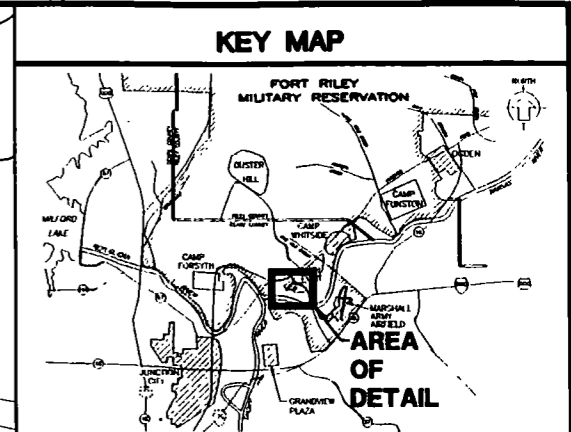 KEY MAP
FORT RILEY
MILITARY RESERVATION
NORTH
OGDEN
CUSTER
HILL
CAMP
FUNSTON
CAMP
WHITSIDE
MILFORD
LAKE
CAMP
FORSYTH
MARSHALL
ARMY
AIRFIELD
AREA
OF
DETAIL
JUNCTION
CITY
GRANDVIEW
PLAZA